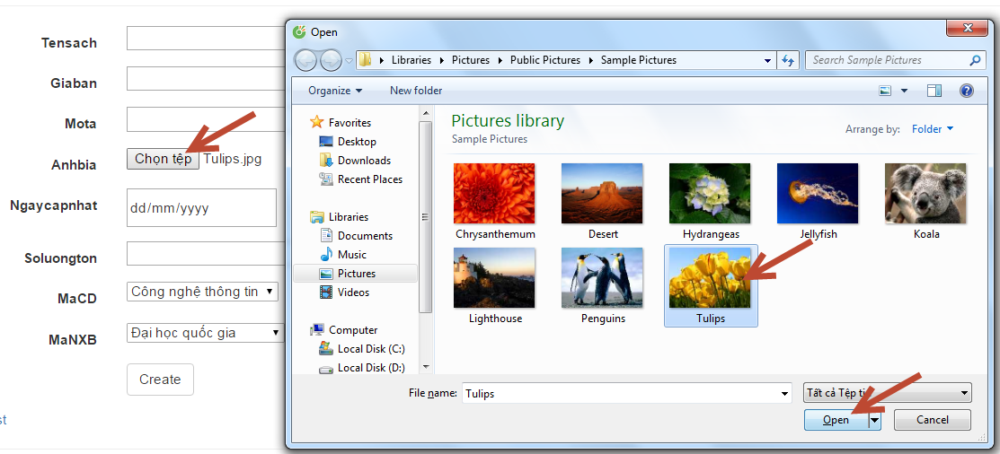 Tensach
Giaban
Mota
Anhbia
Chọn tệp Tulips.jpg
Ngaycapnhat
dd/mm/yyyy
Soluongton
MaCD
Công nghệ thông tin
MaNXB
Đại học quốc gia
Create
st
Open
Libraries Pictures Public Pictures Sample Pictures
Search Sample Pictures
Organize New folder
Favorites
Desktop
Downloads
Recent Places
Libraries
Documents
Music
Pictures
Videos
Computer
Local Disk (C:)
Local Disk (D:)
Pictures library
Sample Pictures
Arrange by: Folder
Chrysanthemum Desert Hydrangeas Jellyfish Koala
Lighthouse Penguins Tulips
File name: Tulips
Tất cả Tệp
Open Cancel